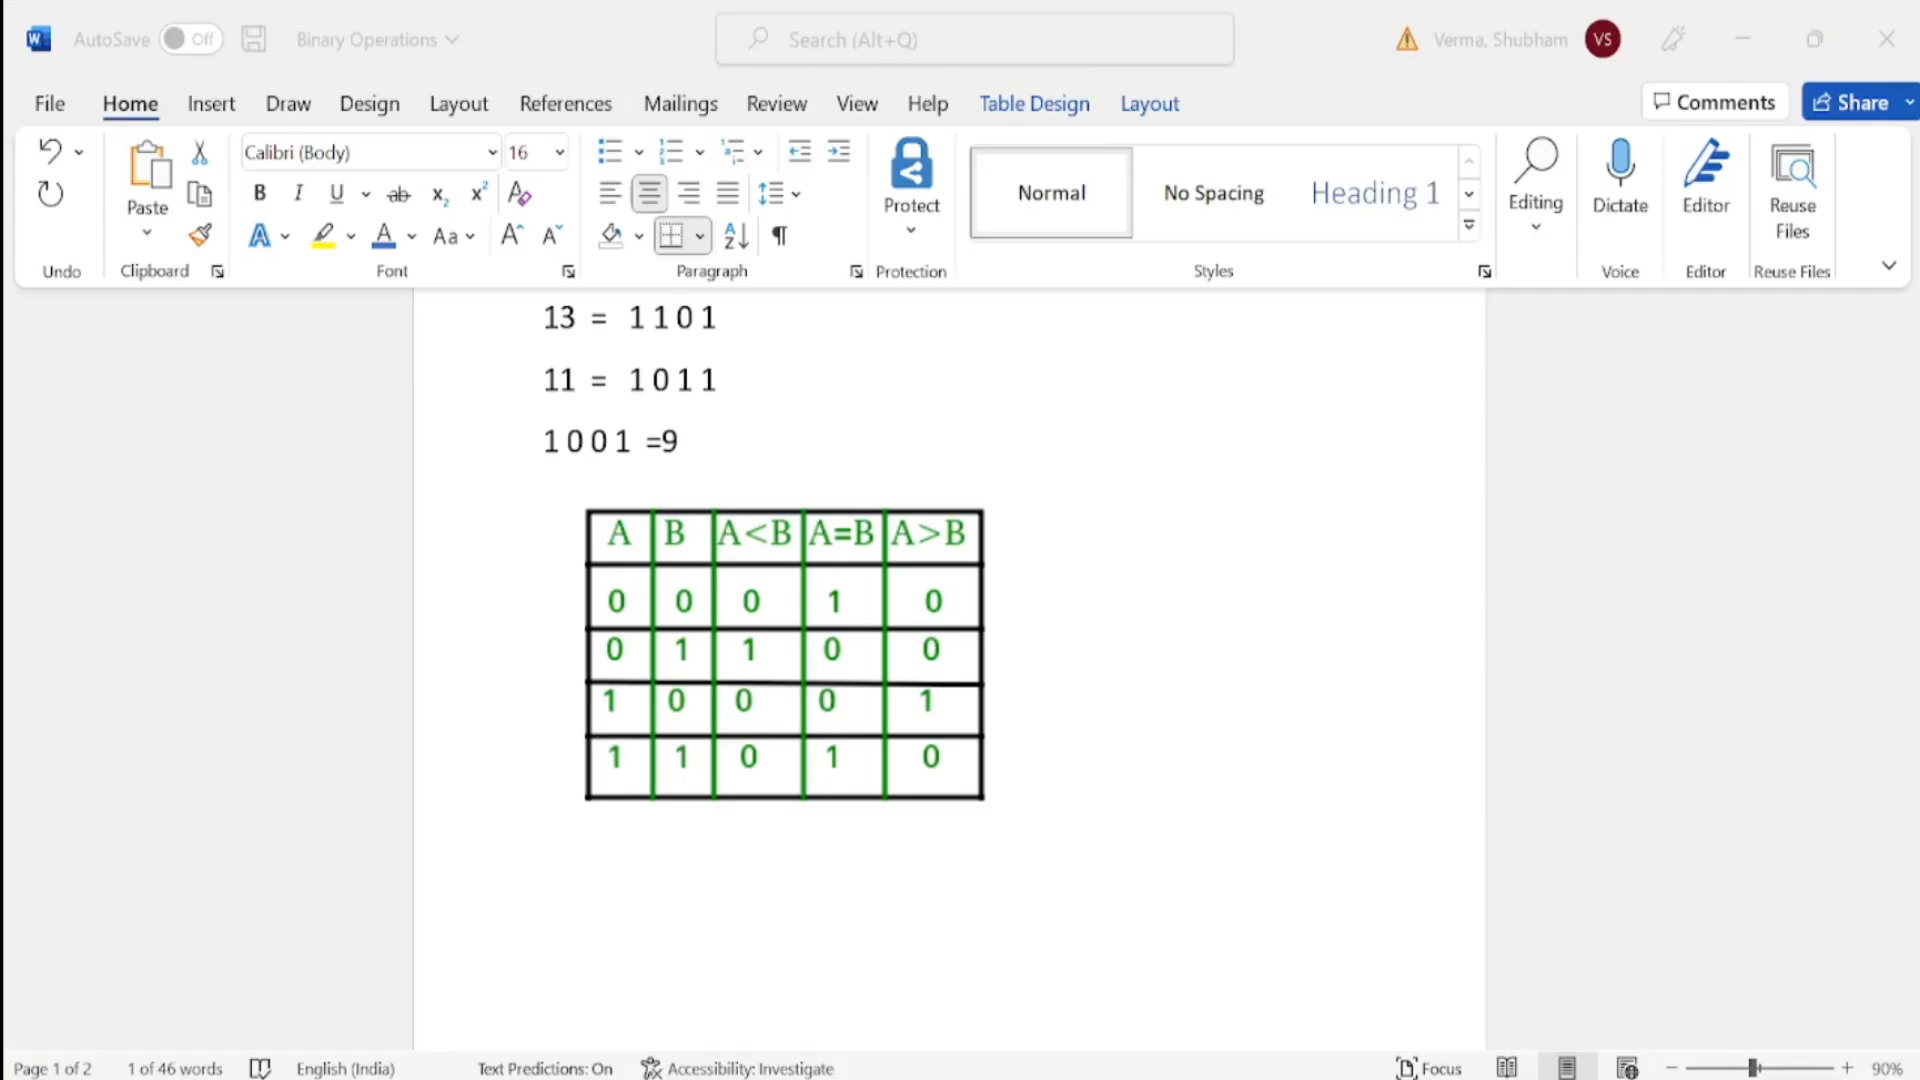 AutoSave Off Binary Operations Search (Alt+Q) Verma, Shubham VS
File Home Insert Draw Design Layout References Mailings Review View Help Table Design Layout Comments Share
Calibri (Body) 16
Paste
B I U ab x₂ x² A
A A Aa A A
A Z ¶
Protect
Normal No Spacing Heading 1
Editing Dictate Editor Reuse Files
Undo Clipboard Font Paragraph Protection Styles Voice Editor Reuse Files
13 = 1 1 0 1
11 = 1 0 1 1
1 0 0 1 =9
A B A<B A=B A>B
0 0 0 1 0
0 1 1 0 0
1 0 0 0 1
1 1 0 1 0
Page 1 of 2 1 of 46 words English (India) Text Predictions: On Accessibility: Investigate Focus 90%